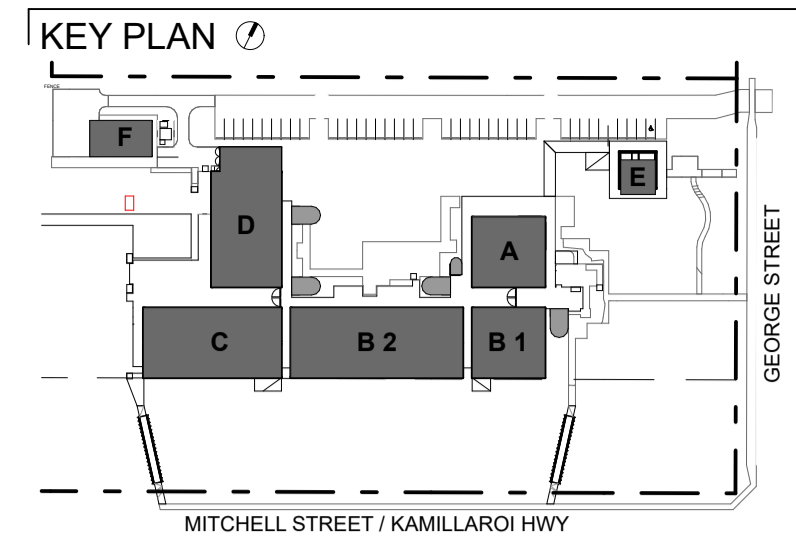 KEY PLAN
FENCE
F
E
D
A
GEORGE STREET
C
B 2
B 1
MITCHELL STREET / KAMILLAROI HWY